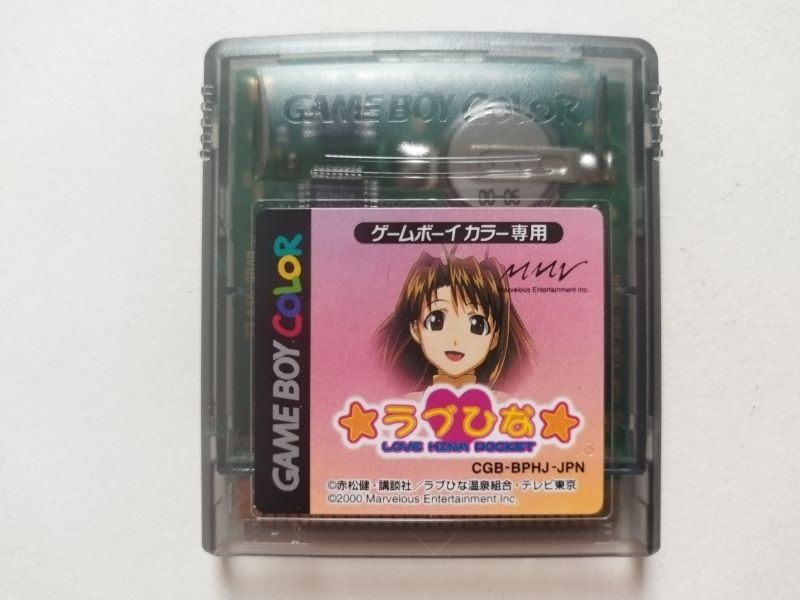 GAME BOY COLOR
GAME BOY COLOR
ゲームボーイカラー専用
Marvelous Entertainment Inc.
ラブひな
LOVE HINA POCKET
CGB-BPHJ-JPN
©赤松健・講談社／ラブひな温泉組合・テレビ東京
©2000 Marvelous Entertainment Inc.